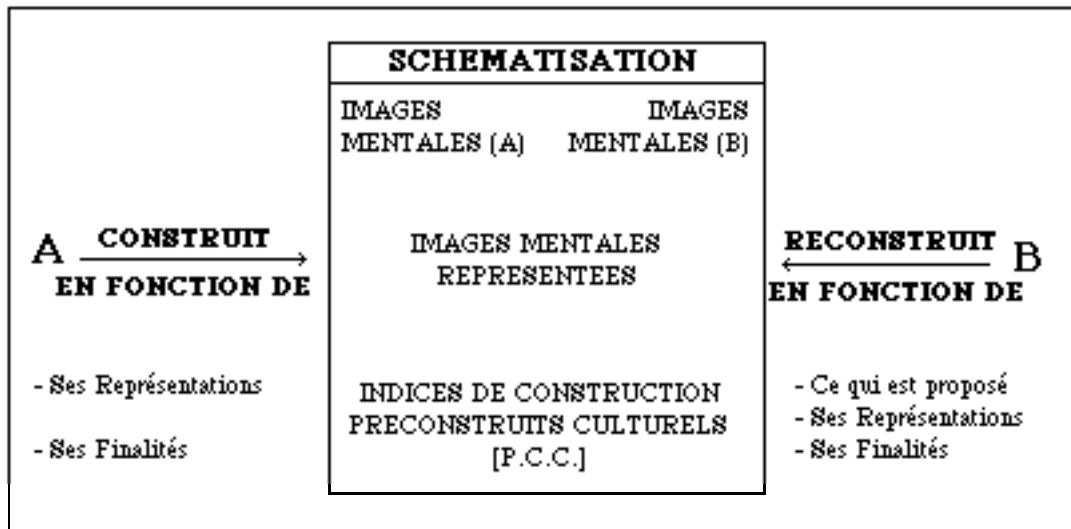 SCHEMATISATION
IMAGES IMAGES
MENTALES (A) MENTALES (B)
A CONSTRUIT
EN FONCTION DE
IMAGES MENTALES
REPRESENTEES
RECONSTRUIT B
EN FONCTION DE
- Ses Représentations
- Ses Finalités
INDICES DE CONSTRUCTION
PRECONSTRUITS CULTURELS
[P.C.C.]
- Ce qui est proposé
- Ses Représentations
- Ses Finalités